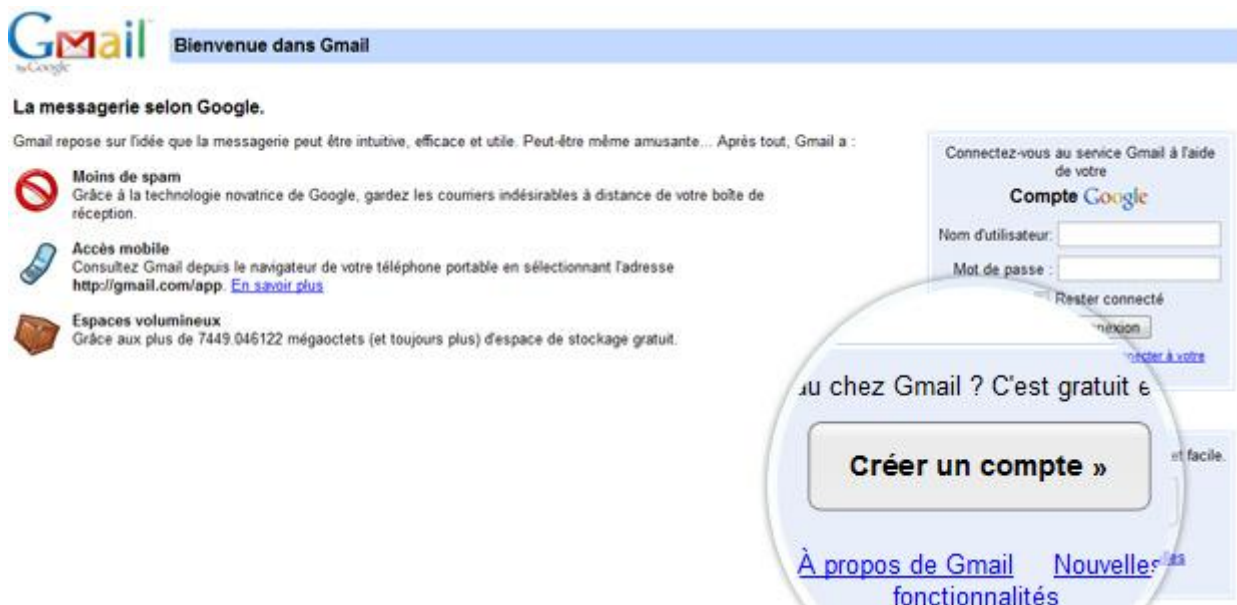 Gmail
by Google
Bienvenue dans Gmail
La messagerie selon Google.
Gmail repose sur l'idée que la messagerie peut être intuitive, efficace et utile. Peut-être même amusante... Après tout, Gmail a :
Moins de spam
Grâce à la technologie novatrice de Google, gardez les courriers indésirables à distance de votre boîte de
réception.
Accès mobile
Consultez Gmail depuis le navigateur de votre téléphone portable en sélectionnant l'adresse
http://gmail.com/app. En savoir plus
Espaces volumineux
Grâce aux plus de 7449.046122 mégaoctets (et toujours plus) d'espace de stockage gratuit.
Connectez-vous au service Gmail à l'aide
de votre
Compte Google
Nom d'utilisateur:
Mot de passe :
Rester connecté
à votre
chez Gmail ? C'est gratuit e
et facile.
Créer un compte »
À propos de Gmail Nouvelles
fonctionnalités